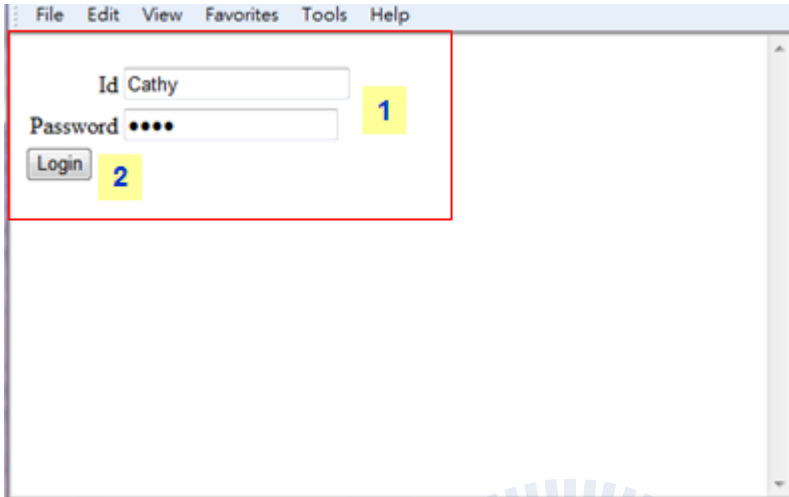 File Edit View Favorites Tools Help
Id Cathy
1
Password ••••
Login
2